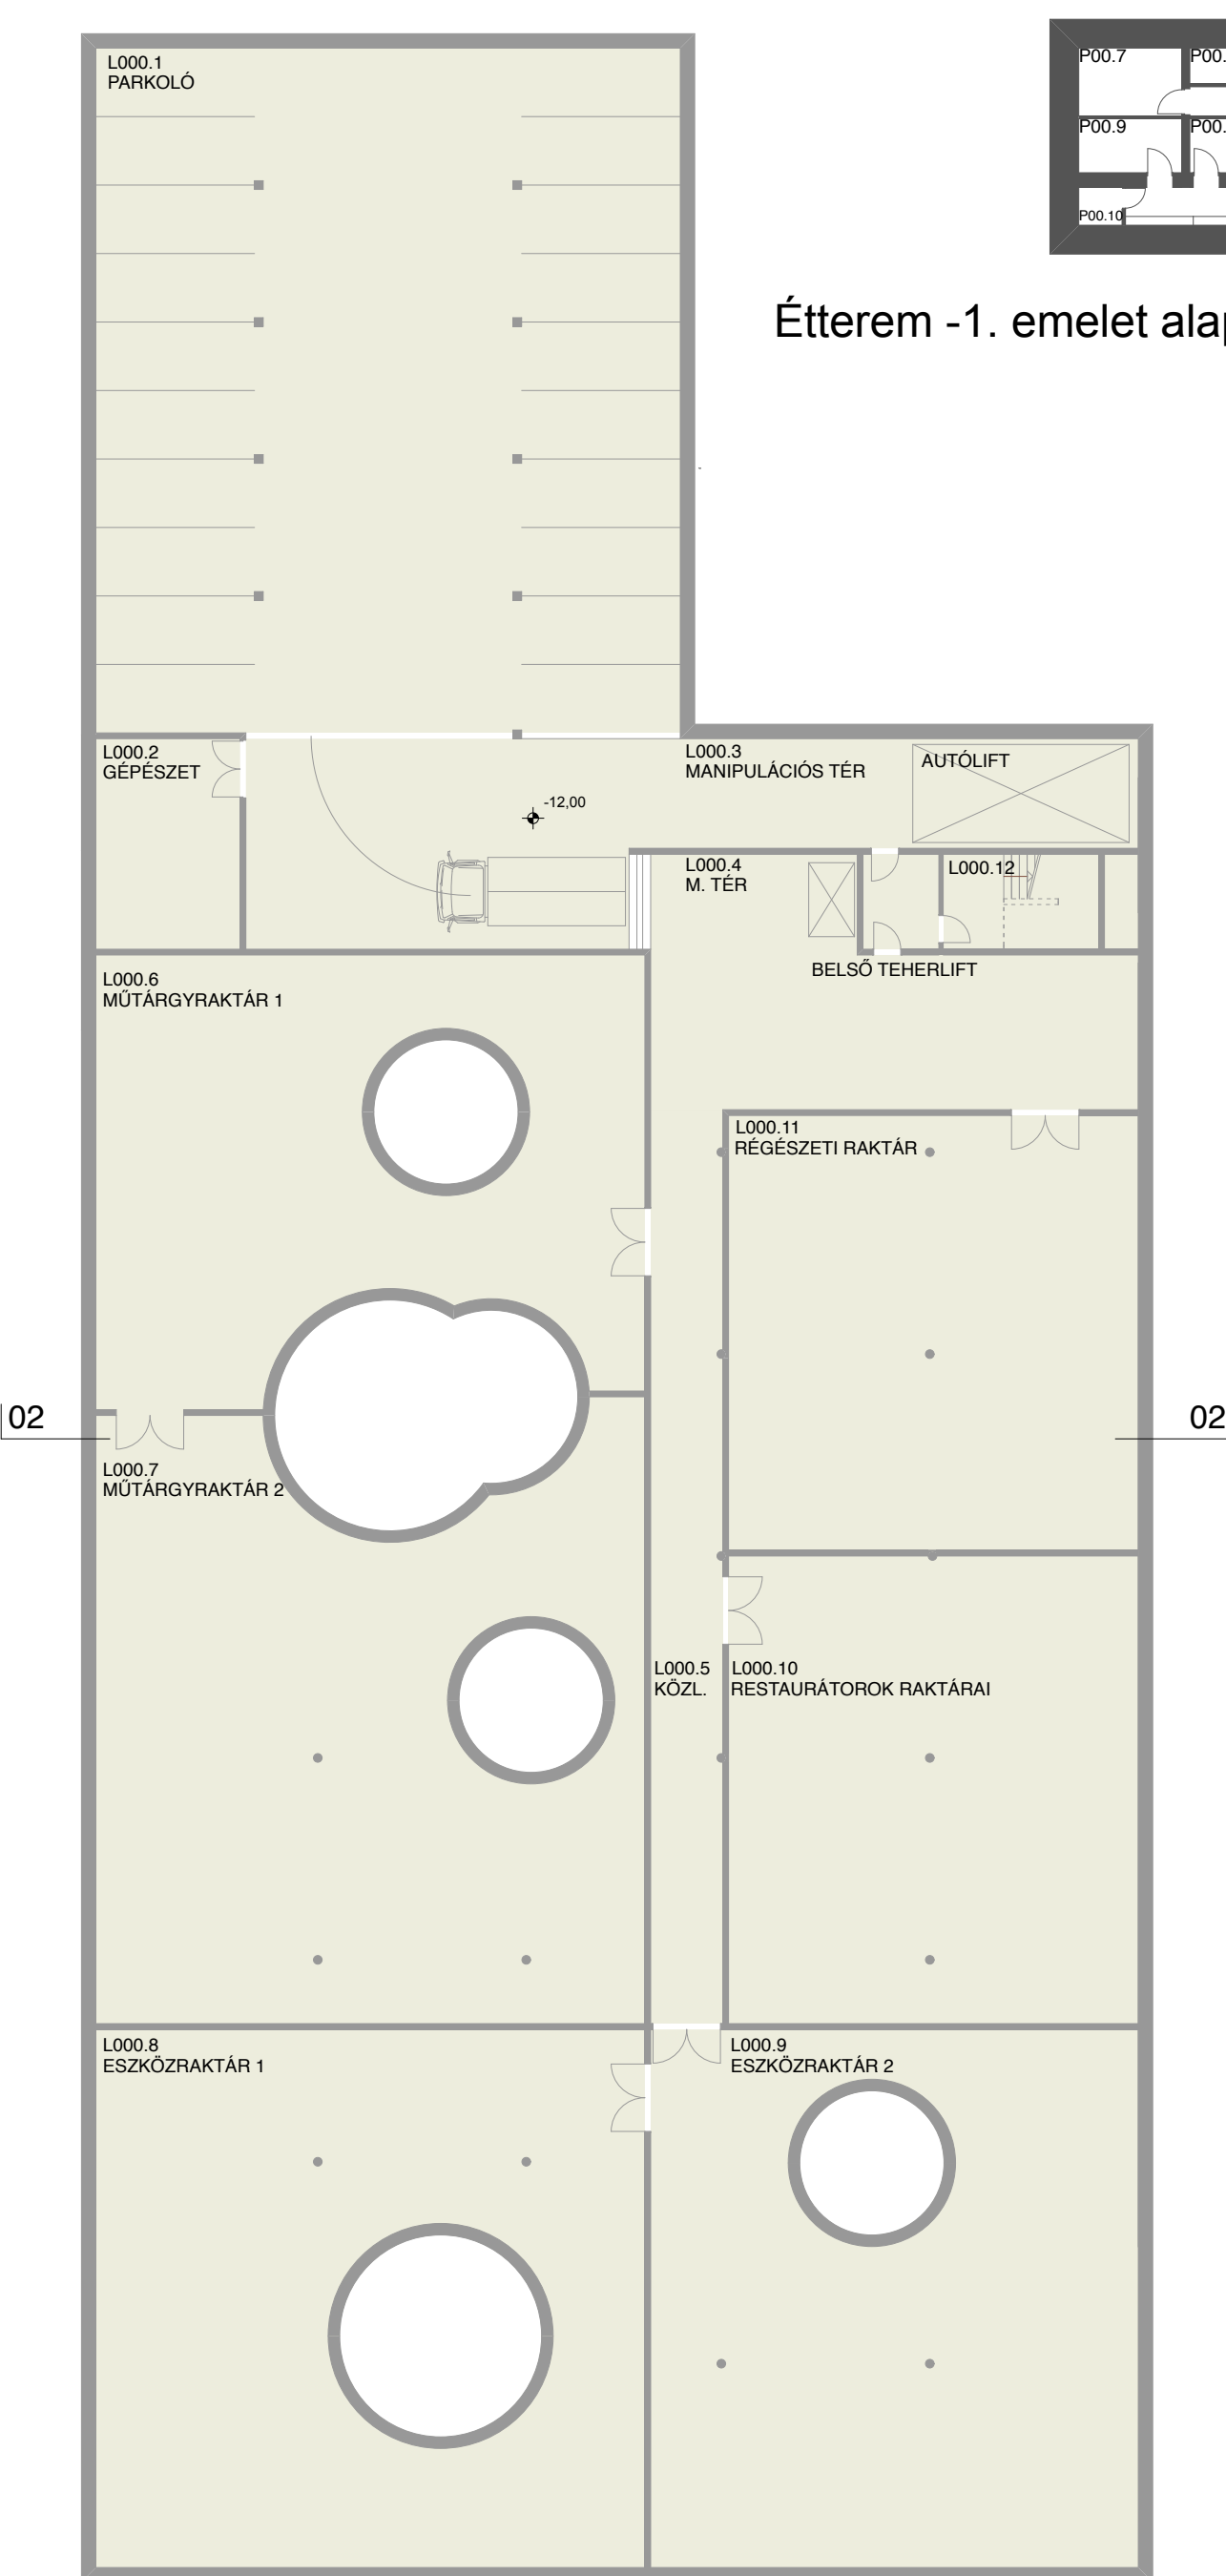 L000.1
PARKOLÓ
P00.7
P00.
P00.9
P00.
P00.10
Étterem -1. emelet ala
L000.2
GÉPÉSZET
L000.3
MANIPULÁCIÓS TÉR
AUTÓLIFT
-12,00
L000.4
M. TÉR
L000.12
BELSŐ TEHERLIFT
L000.6
MŰTÁRGYRAKTÁR 1
L000.11
RÉGÉSZETI RAKTÁR
02
02
L000.7
MŰTÁRGYRAKTÁR 2
L000.5
KÖZL.
L000.10
RESTAURÁTOROK RAKTÁRAI
L000.8
ESZKÖZRAKTÁR 1
L000.9
ESZKÖZRAKTÁR 2